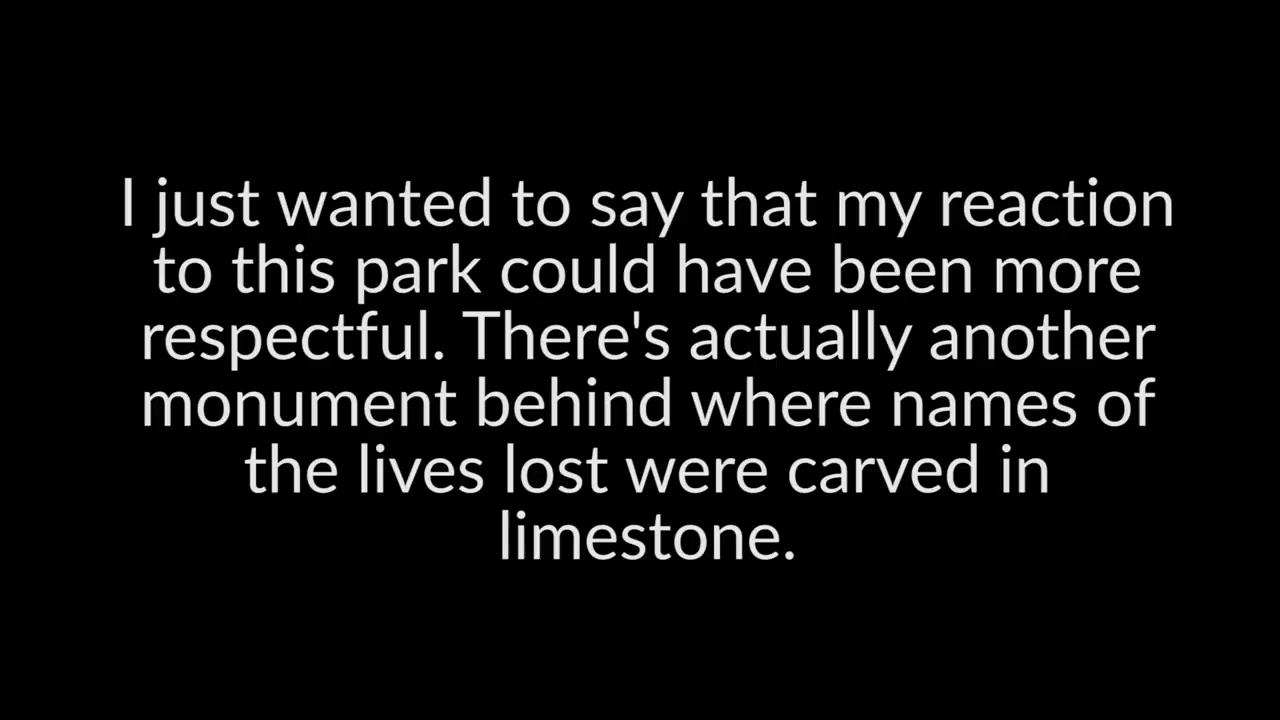 I just wanted to say that my reaction
to this park could have been more
respectful. There's actually another
monument behind where names of
the lives lost were carved in
limestone.